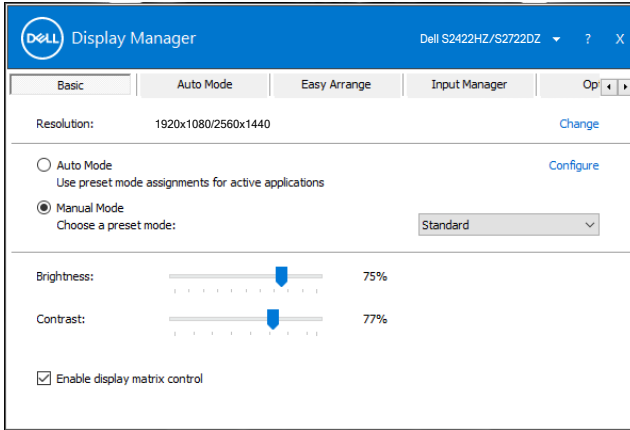 DELL Display Manager Dell S2422HZ/S2722DZ ? X
Basic Auto Mode Easy Arrange Input Manager Op
Resolution: 1920x1080/2560x1440 Change
Auto Mode Configure
Use preset mode assignments for active applications
Manual Mode
Choose a preset mode: Standard
Brightness: 75%
Contrast: 77%
Enable display matrix control